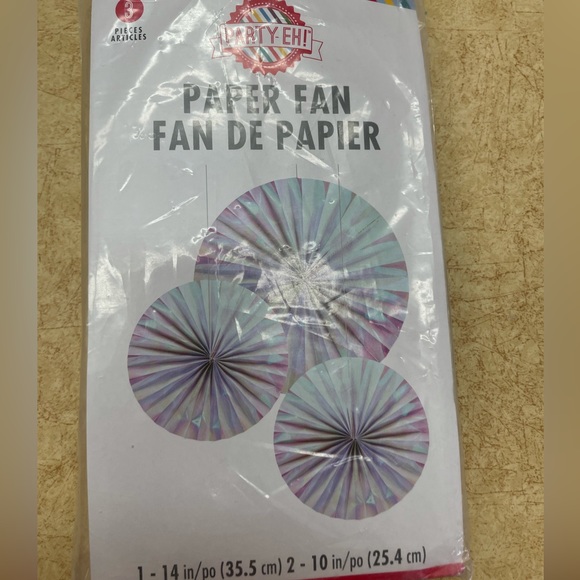 3
PIECES
ARTICLES
PARTY-EH!
PAPER FAN
FAN DE PAPIER
1 - 14 in/po (35.5 cm) 2 - 10 in/po (25.4 cm)